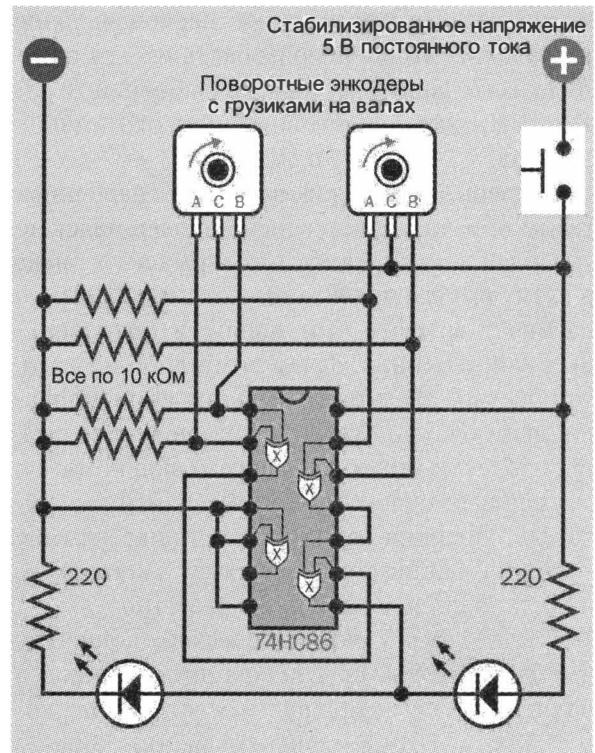 Стабилизированное напряжение
5 В постоянного тока
Поворотные энкодеры
с грузиками на валах
A C B
A C B
Все по 10 кОм
X
X
X
X
220
220
74HC86